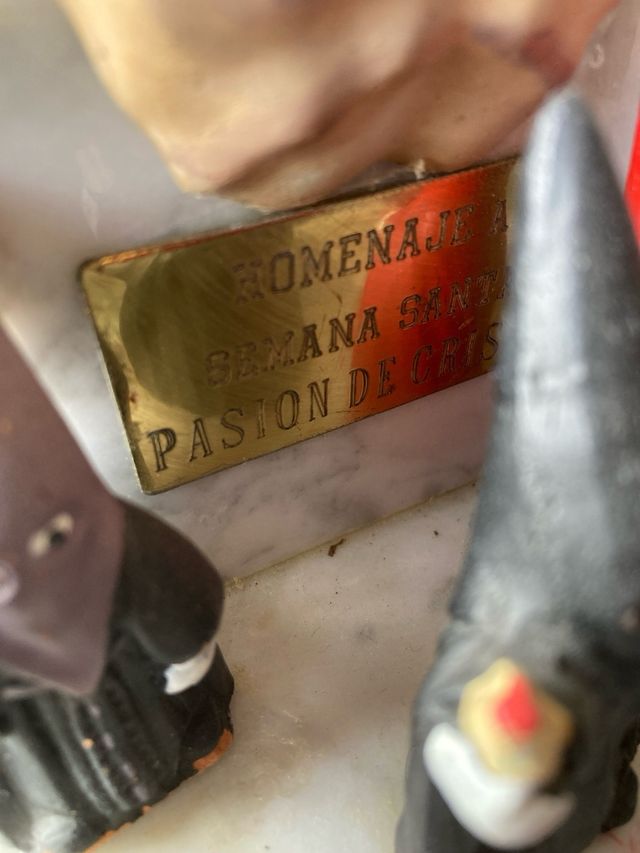 HOMENAJE A
SEMANA SANTA
PASION DE CRIS